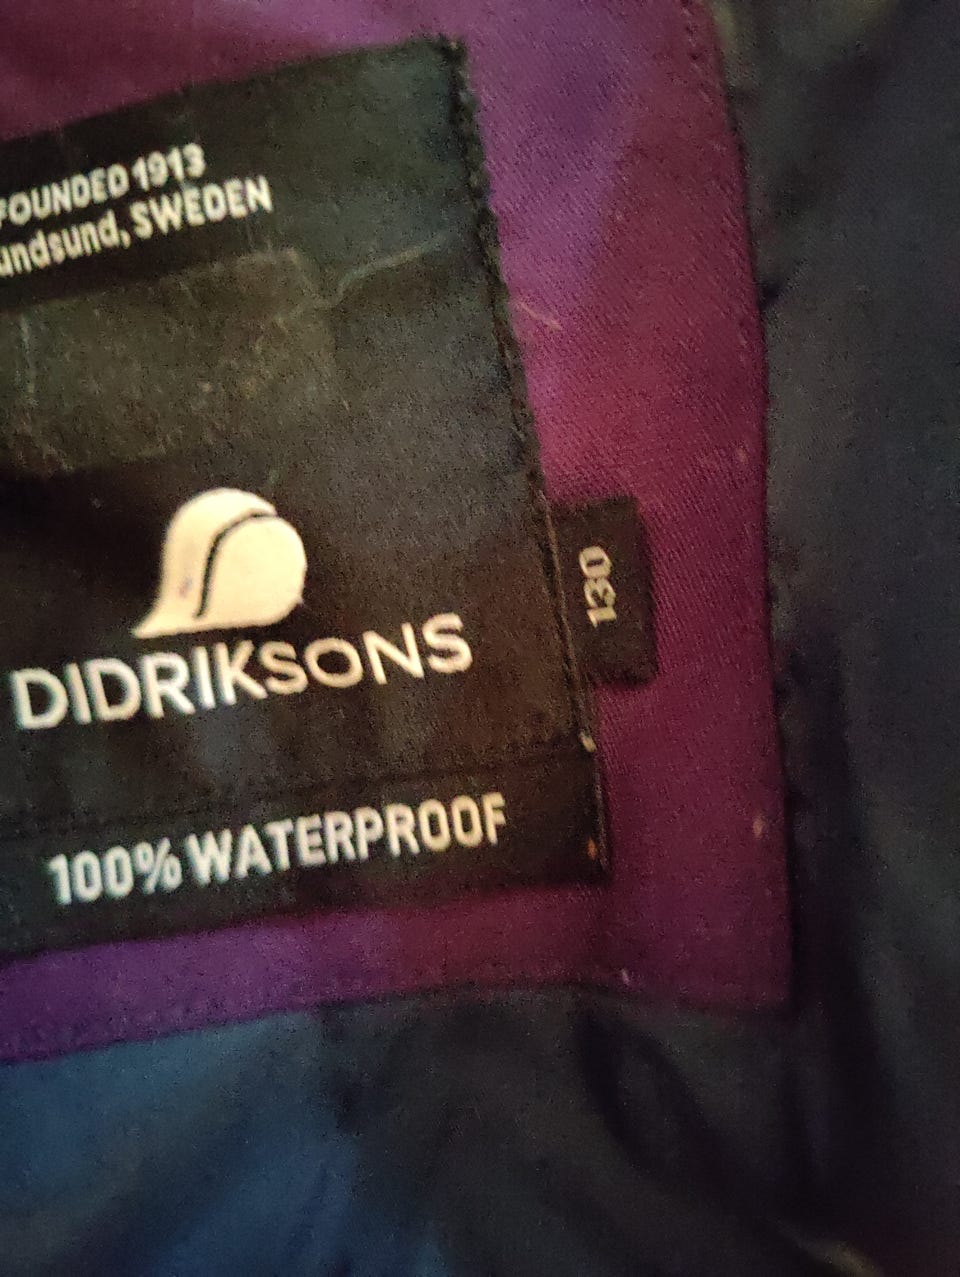 FOUNDED 1913
undsund, SWEDEN
130
DIDRIKSONS
100% WATERPROOF